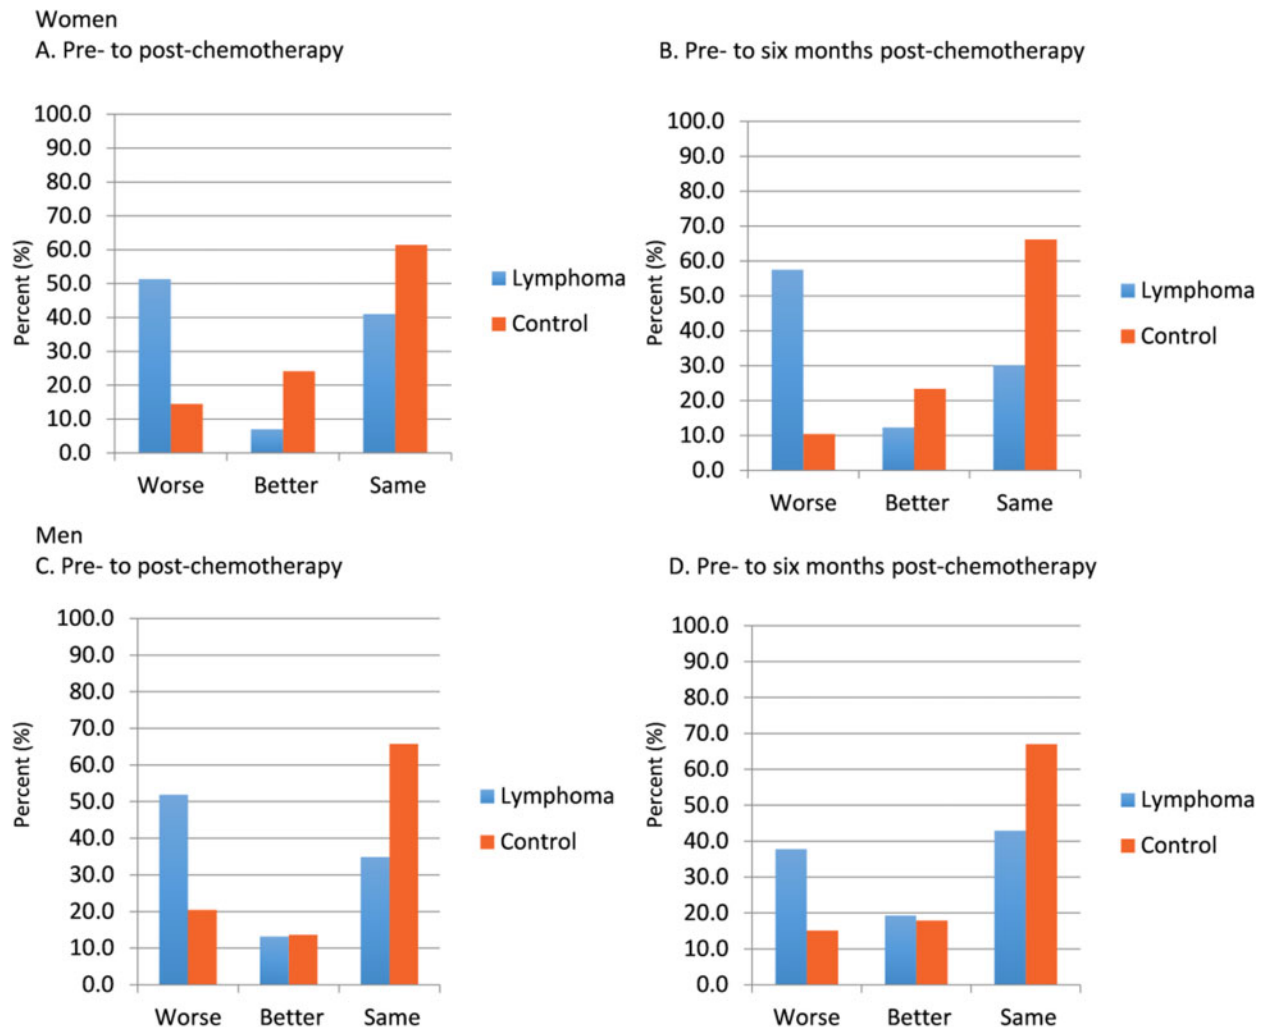 Women
A. Pre- to post-chemotherapy
100.0
90.0
80.0
70.0
60.0
50.0
40.0
30.0
20.0
10.0
0.0
Percent (%)
Worse Better Same
Lymphoma
Control
B. Pre- to six months post-chemotherapy
100.0
90.0
80.0
70.0
60.0
50.0
40.0
30.0
20.0
10.0
0.0
Percent (%)
Worse Better Same
Lymphoma
Control
Men
C. Pre- to post-chemotherapy
100.0
90.0
80.0
70.0
60.0
50.0
40.0
30.0
20.0
10.0
0.0
Percent (%)
Worse Better Same
Lymphoma
Control
D. Pre- to six months post-chemotherapy
100.0
90.0
80.0
70.0
60.0
50.0
40.0
30.0
20.0
10.0
0.0
Percent (%)
Worse Better Same
Lymphoma
Control